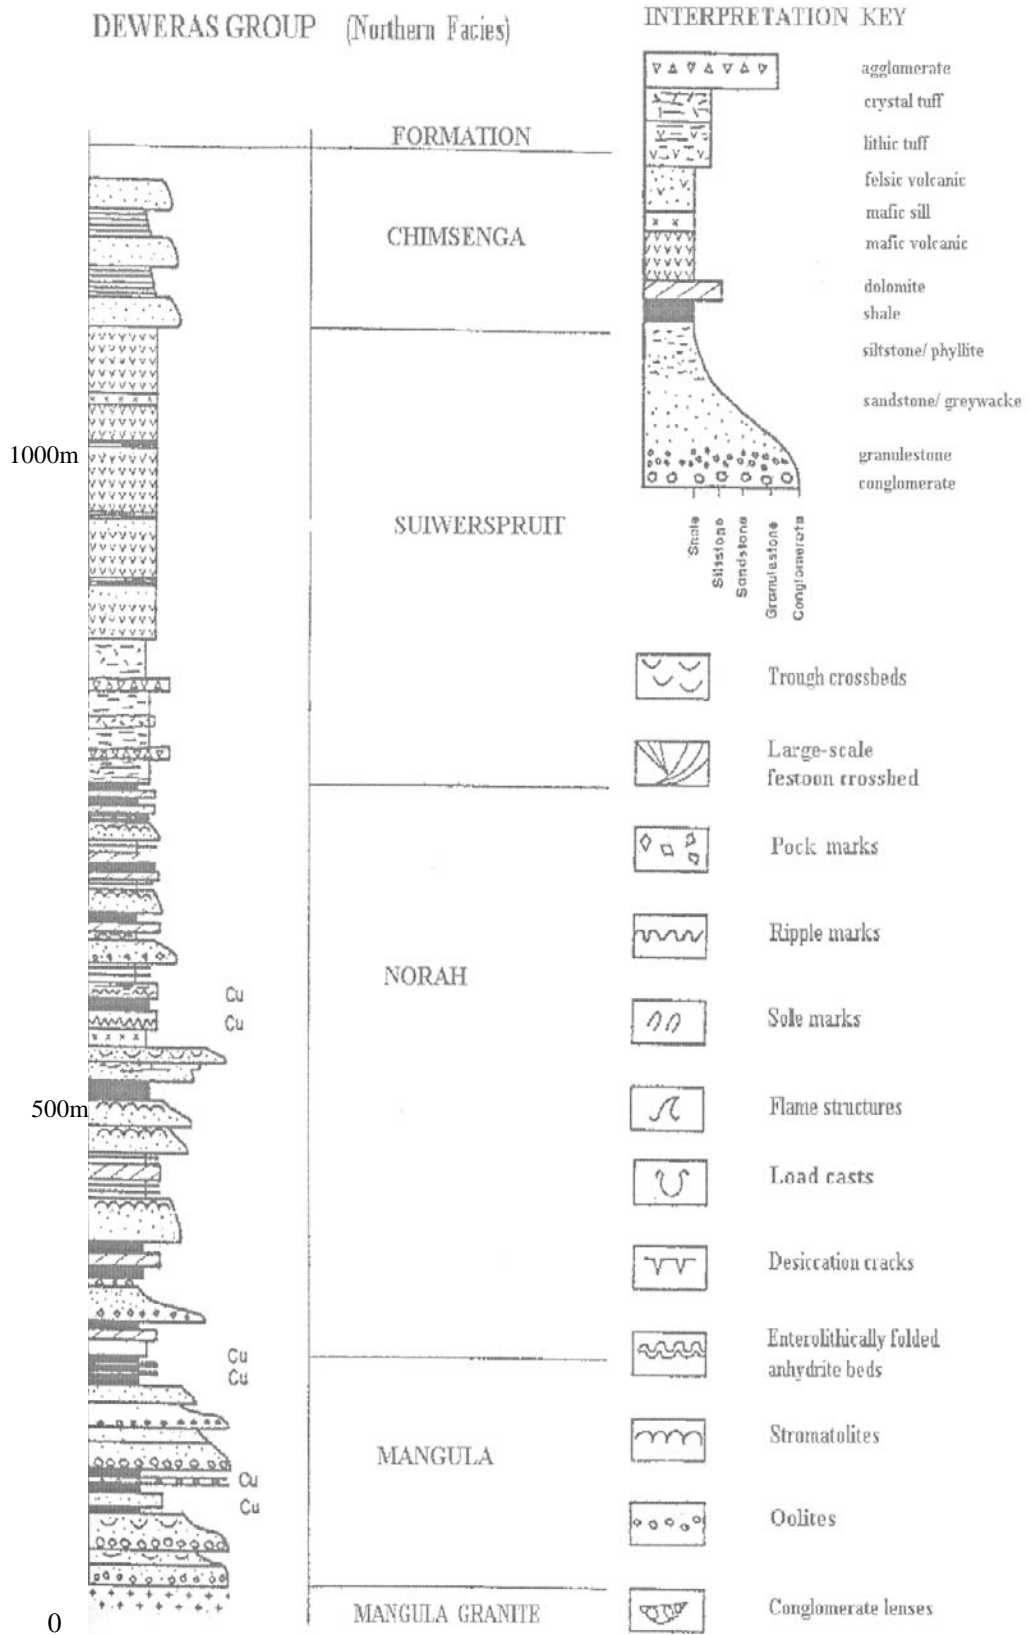 DEWERAS GROUP (Northern Facies)
FORMATION
CHIMSENGA
SUIWERSPRUIT
NORAH
MANGULA
MANGULA GRANITE
1000m
500m
0
Cu
Cu
Cu
Cu
Cu
Cu
INTERPRETATION KEY
agglomerate
crystal tuff
lithic tuff
felsic volcanic
mafic sill
mafic volcanic
dolomite
shale
siltstone/ phyllite
sandstone/ greywacke
granulestone
conglomerate
Shale
Siltstone
Sandstone
Granulestone
Conglomerate
Trough crossbeds
Large-scale
festoon crossbed
Pock marks
Ripple marks
Sole marks
Flame structures
Load casts
Desiccation cracks
Enterolithically folded
anhydrite beds
Stromatolites
Oolites
Conglomerate lenses